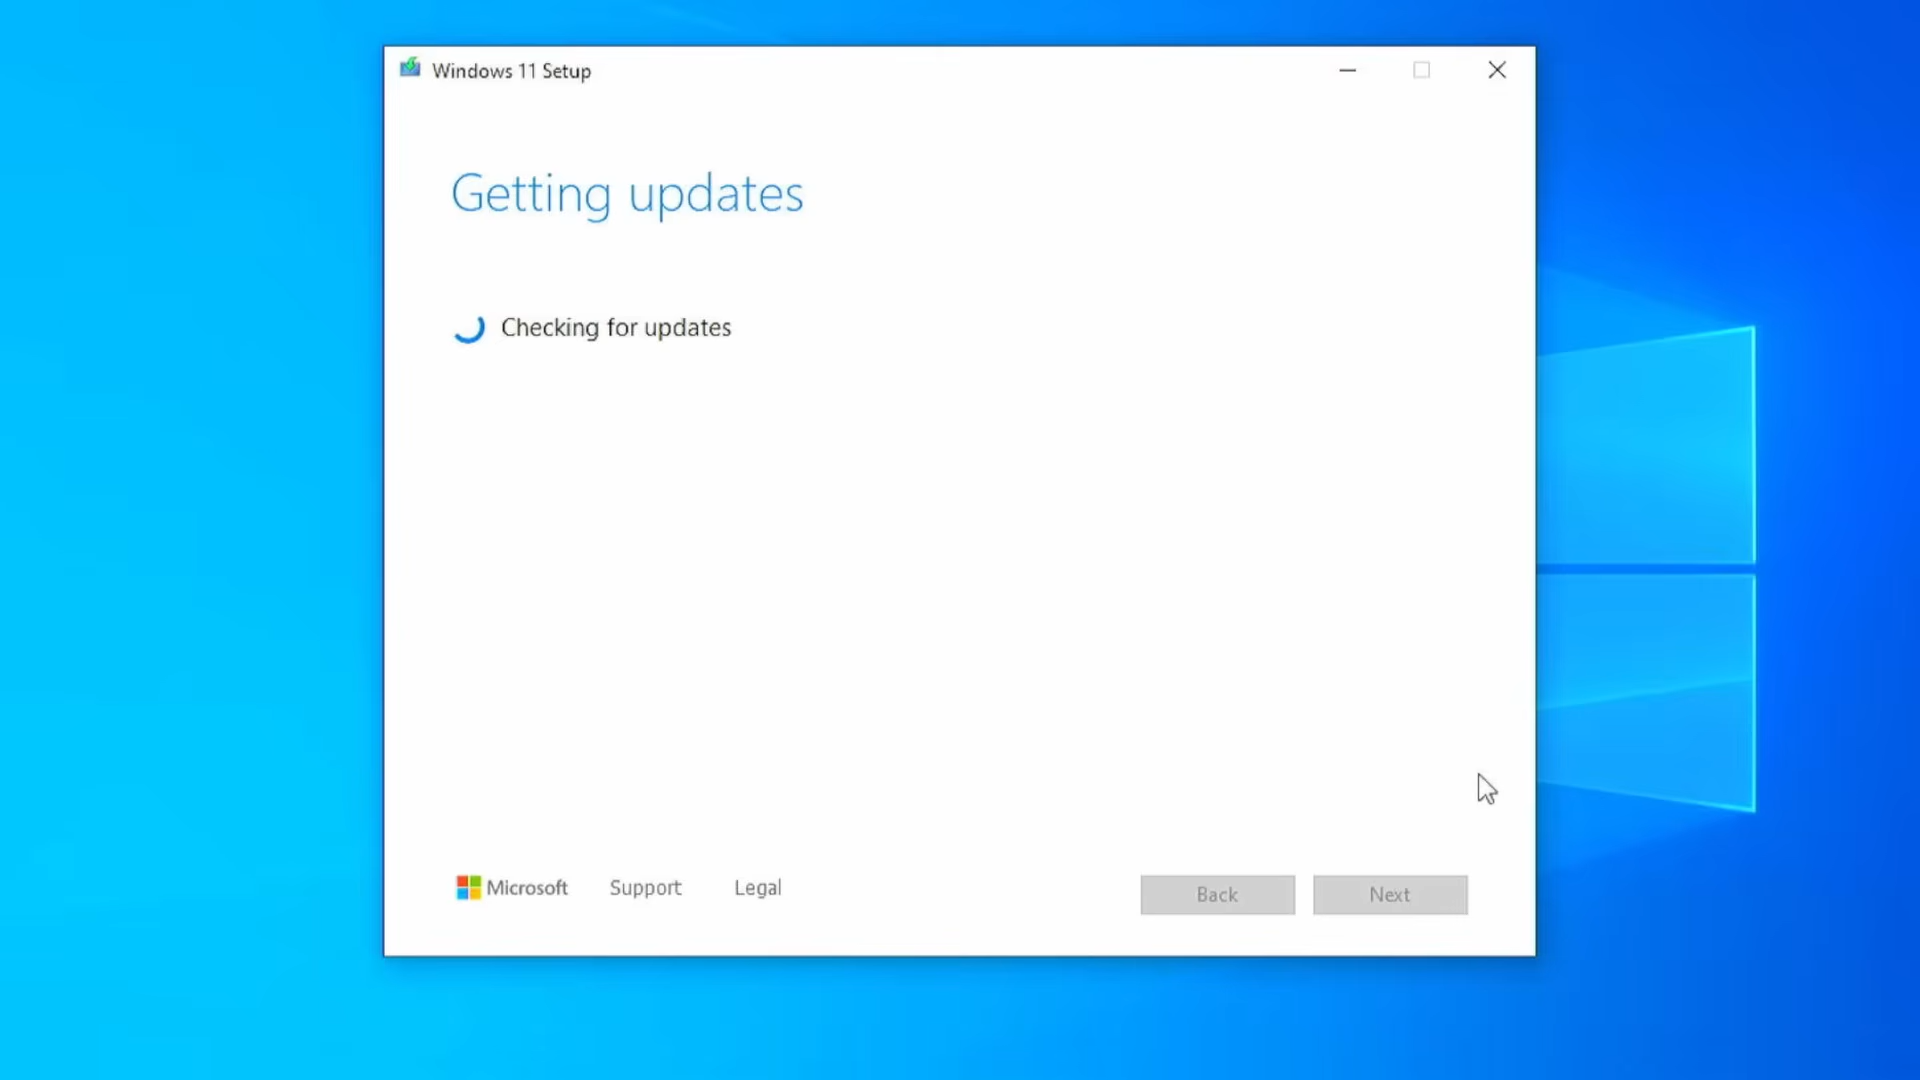 Windows 11 Setup
Getting updates
Checking for updates
Microsoft Support Legal
Back Next